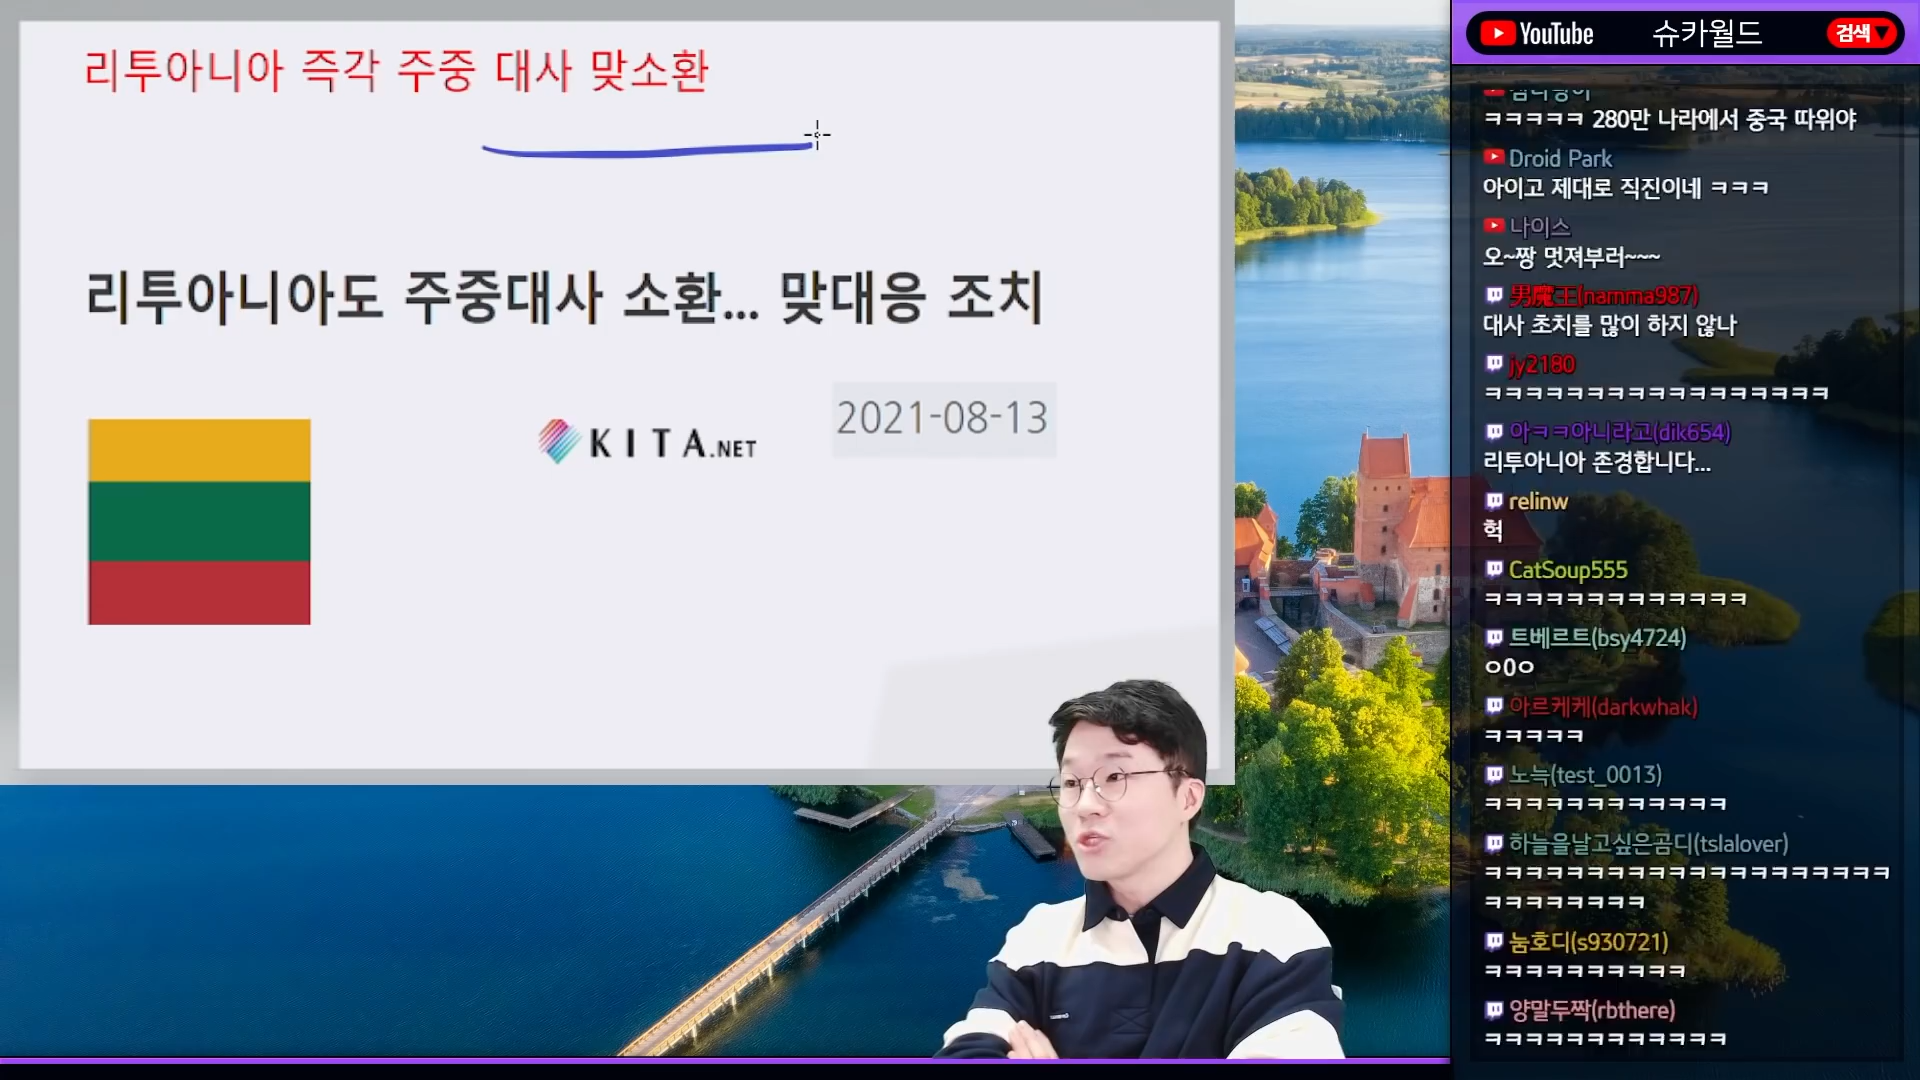 리투아니아 즉각 주중 대사 맞소환
리투아니아도 주중대사 소환... 맞대응 조치
KITA.NET
2021-08-13
YouTube 슈카월드 검색▼
ㅋㅋㅋㅋㅋ 280만 나라에서 중국 따위야
Droid Park
아이고 제대로 직진이네 ㅋㅋㅋ
나이스
오~짱 멋져부러~~~
男魔王(namma987)
대사 초치를 많이 하지 않나
jy2180
ㅋㅋㅋㅋㅋㅋㅋㅋㅋㅋㅋㅋㅋㅋㅋㅋㅋ
아ㅋㅋ아니라고(dik654)
리투아니아 존경합니다...
relinw
헉
CatSoup555
ㅋㅋㅋㅋㅋㅋㅋㅋㅋㅋㅋㅋㅋ
트베르트(bsy4724)
ㅇ0ㅇ
아르케케(darkwhak)
ㅋㅋㅋㅋㅋ
노늑(test_0013)
ㅋㅋㅋㅋㅋㅋㅋㅋㅋㅋㅋㅋ
하늘을날고싶은곰디(tslalover)
ㅋㅋㅋㅋㅋㅋㅋㅋㅋㅋㅋㅋㅋㅋㅋㅋㅋㅋㅋㅋ
ㅋㅋㅋㅋㅋㅋㅋㅋ
눔호디(s930721)
ㅋㅋㅋㅋㅋㅋㅋㅋㅋㅋ
양말두짝(rbthere)
ㅋㅋㅋㅋㅋㅋㅋㅋㅋㅋㅋㅋ